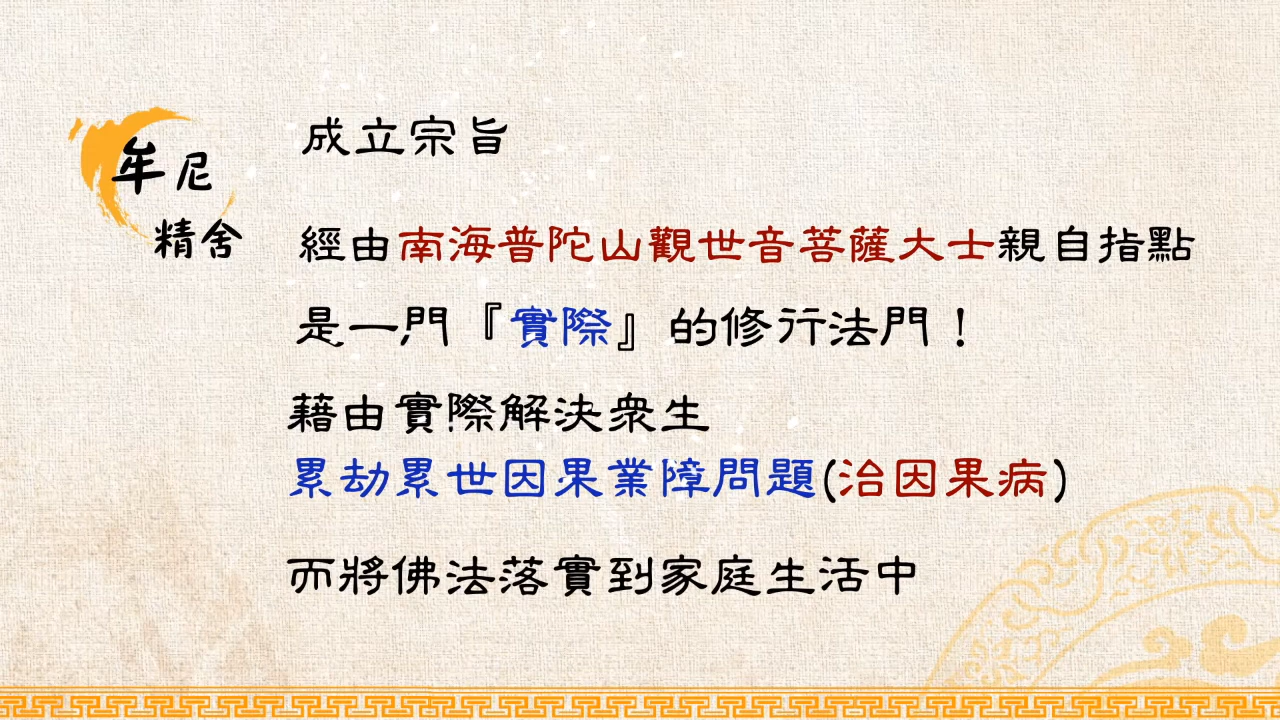 牟尼
精舍
成立宗旨
經由南海普陀山觀世音菩薩大士親自指點
是一門『實際』的修行法門！
藉由實際解決眾生
累劫累世因果業障問題(治因果病)
而將佛法落實到家庭生活中